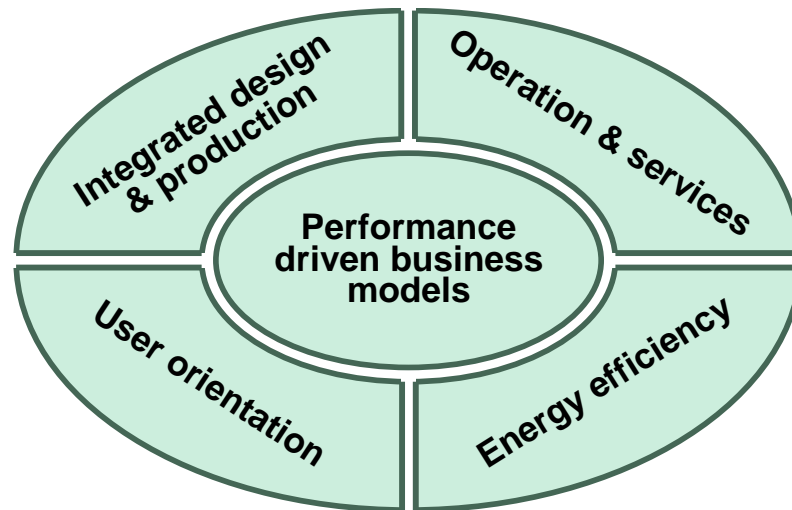 Integrated design
& production
Operation & services
Performance
driven business
models
User orientation
Energy efficiency